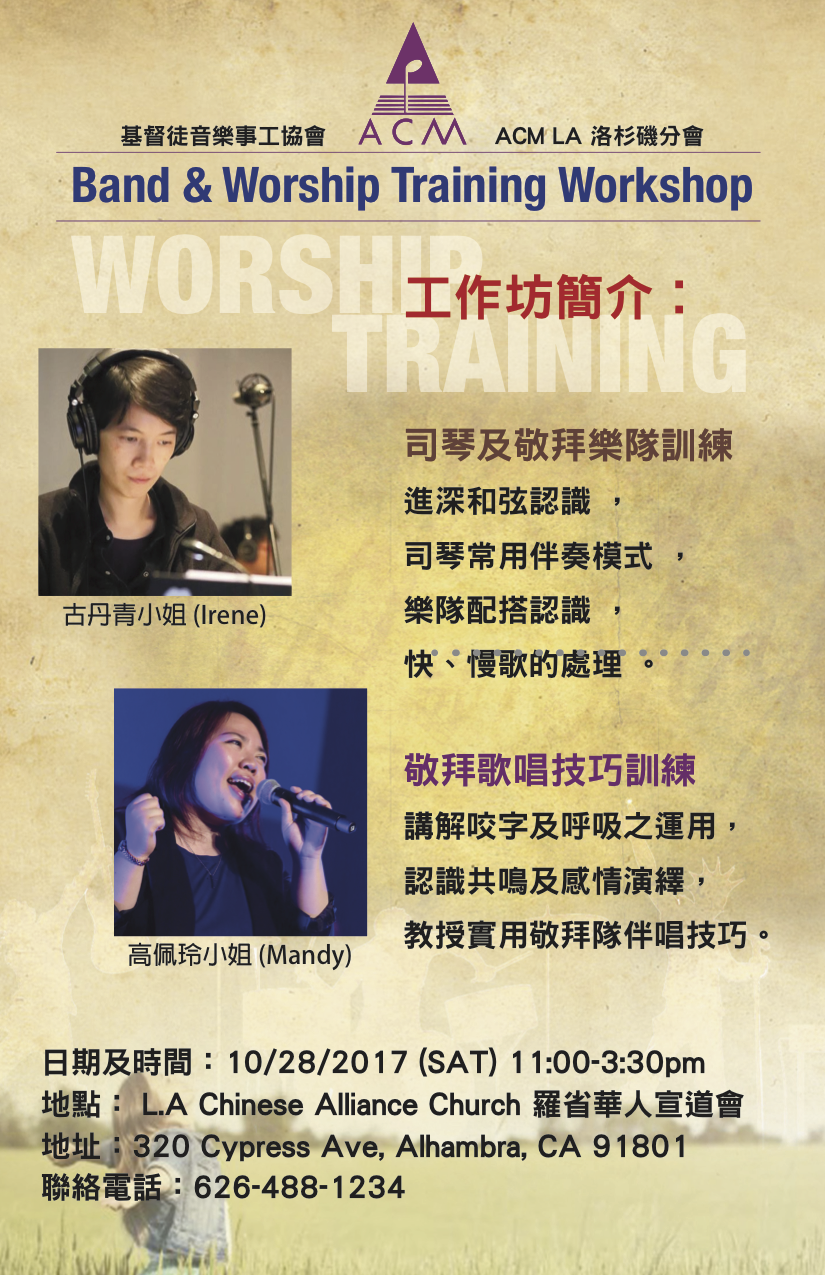 基督徒音樂事工協會
ACM
ACM LA 洛杉磯分會
Band & Worship Training Workshop
WORSHIP
TRAINING
工作坊簡介：
司琴及敬拜樂隊訓練
進深和弦認識 ，
司琴常用伴奏模式 ，
樂隊配搭認識 ，
快、慢歌的處理 。
古丹青小姐 (Irene)
敬拜歌唱技巧訓練
講解咬字及呼吸之運用，
認識共鳴及感情演繹，
教授實用敬拜隊伴唱技巧。
高佩玲小姐 (Mandy)
日期及時間：10/28/2017 (SAT) 11:00-3:30pm
地點： L.A Chinese Alliance Church 羅省華人宣道會
地址：320 Cypress Ave, Alhambra, CA 91801
聯絡電話：626-488-1234